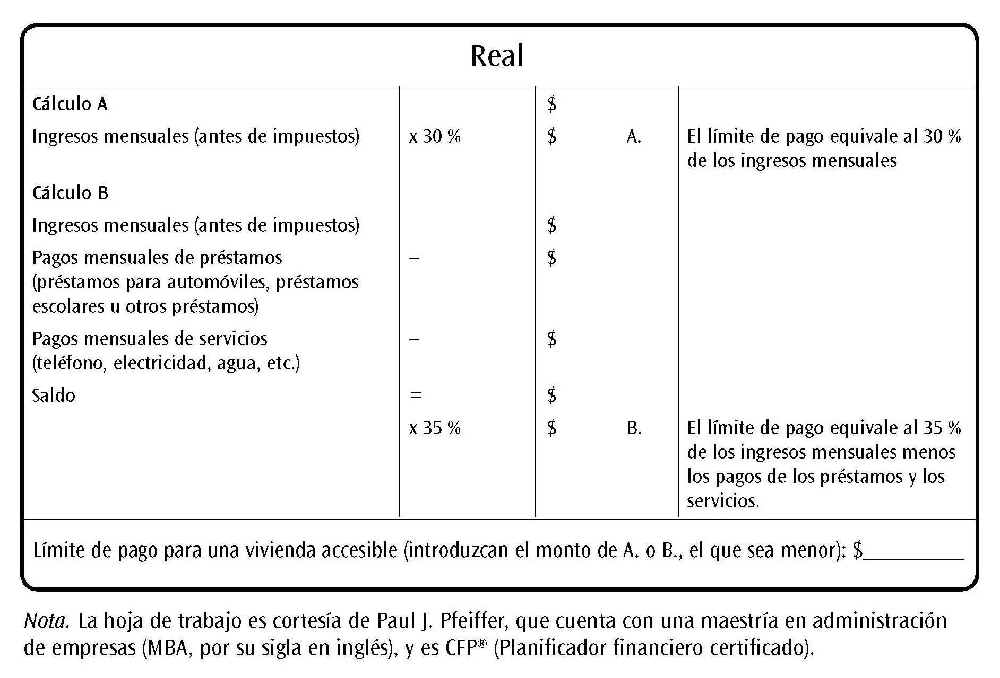 Real
Cálculo A $
Ingresos mensuales (antes de impuestos) x 30 % $ A. El límite de pago equivale al 30 %
de los ingresos mensuales
Cálculo B
Ingresos mensuales (antes de impuestos) $
Pagos mensuales de préstamos – $
(préstamos para automóviles, préstamos
escolares u otros préstamos)
Pagos mensuales de servicios – $
(teléfono, electricidad, agua, etc.)
Saldo = $
x 35 % $ B. El límite de pago equivale al 35 %
de los ingresos mensuales menos
los pagos de los préstamos y los
servicios.
Límite de pago para una vivienda accesible (introduzcan el monto de A. o B., el que sea menor): $_________
Nota. La hoja de trabajo es cortesía de Paul J. Pfeiffer, que cuenta con una maestría en administración
de empresas (MBA, por su sigla en inglés), y es CFP® (Planificador financiero certificado).